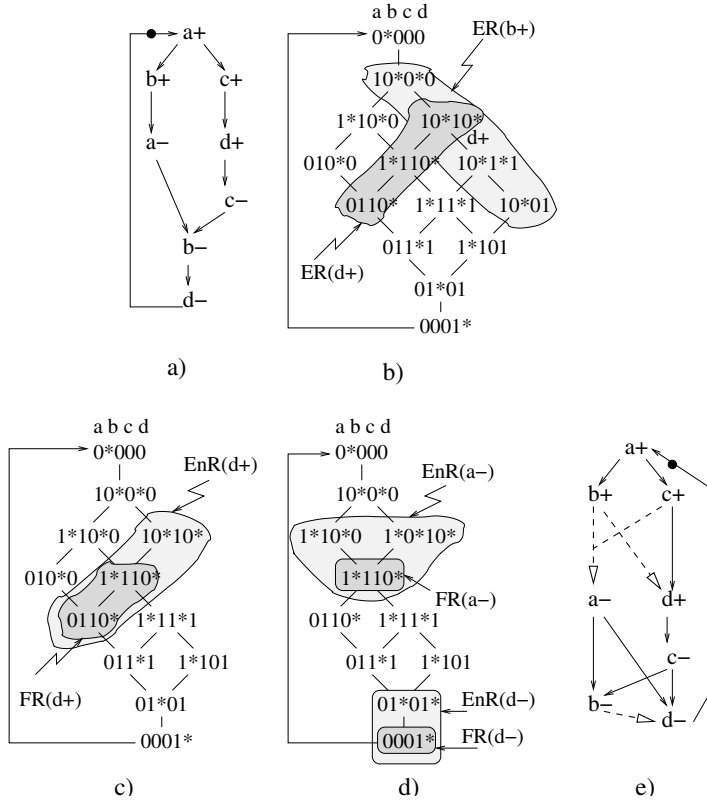 a+
b+ c+
a− d+
c−
b−
d−
a)
a b c d
0*000
ER(b+)
10*0*0
1*10*0 10*10*
d+
010*0 1*110* 10*1*1
0110* 1*11*1 10*01
ER(d+)
011*1 1*101
01*01
0001*
b)
a b c d
0*000
EnR(d+)
10*0*0
1*10*0 10*10*
010*0 1*110*
0110* 1*11*1
FR(d+)
011*1 1*101
01*01
0001*
c)
a b c d
0*000
EnR(a−)
10*0*0
1*10*0 1*0*10*
1*110*
FR(a−)
0110* 1*11*1
011*1 1*101
01*01* EnR(d−)
0001* FR(d−)
d)
a+
b+ c+
a− d+
c−
b− d−
e)